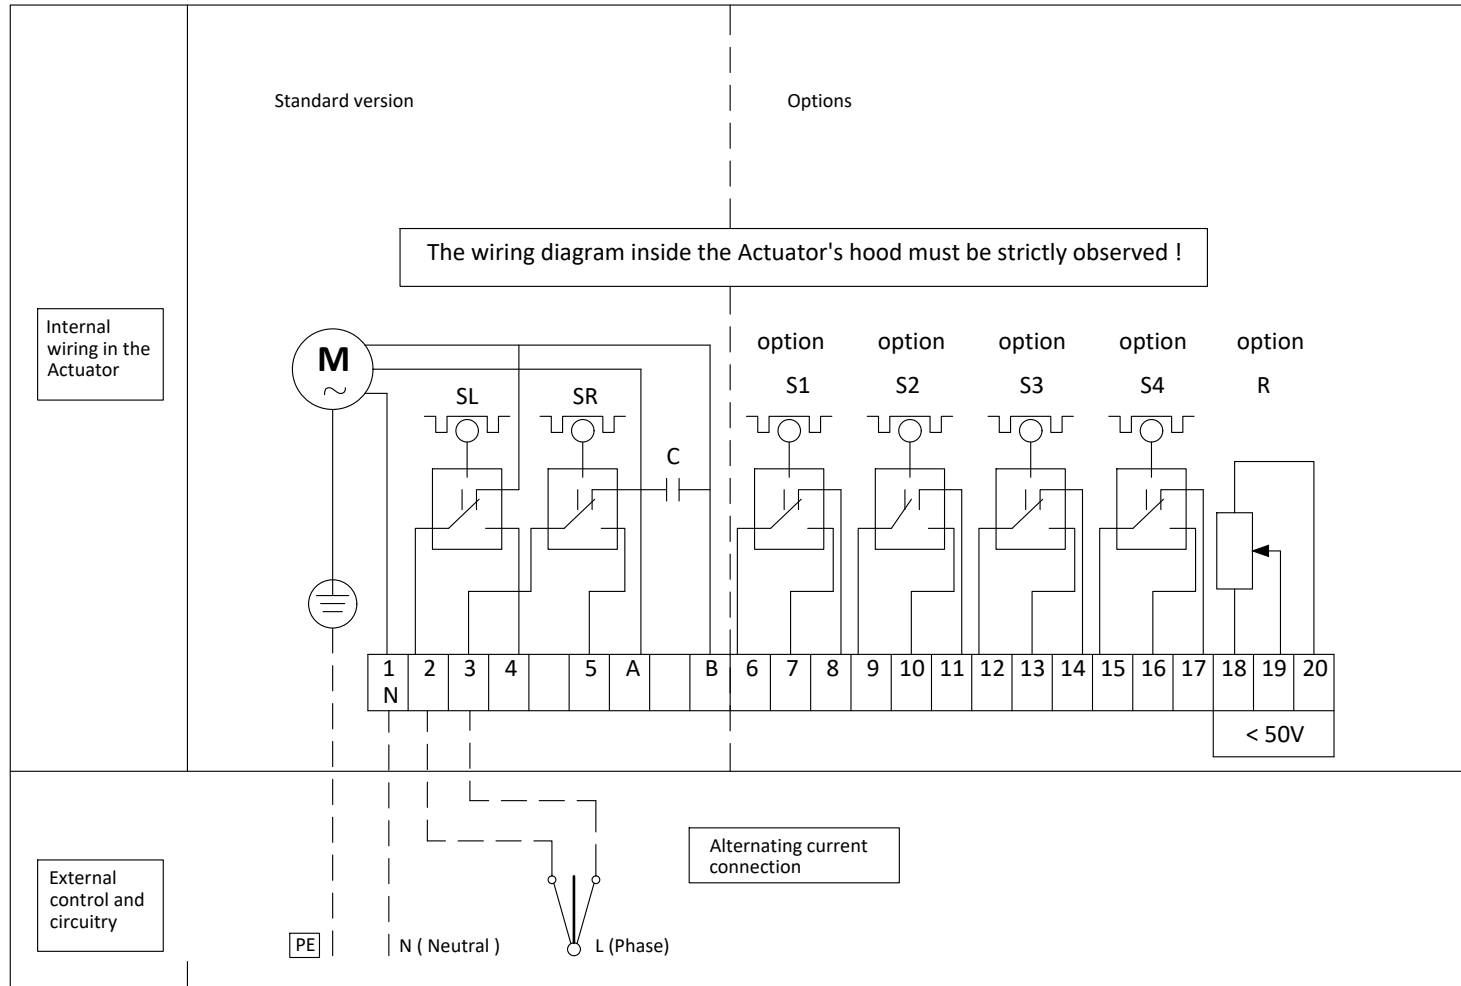 Standard version
Options
The wiring diagram inside the Actuator's hood must be strictly observed !
Internal
wiring in the
Actuator
M
~
SL
SR
C
option
S1
option
S2
option
S3
option
S4
option
R
1 2 3 4 5 A B 6 7 8 9 10 11 12 13 14 15 16 17 18 19 20
N
< 50V
Alternating current
connection
External
control and
circuitry
PE
N ( Neutral )
L (Phase)